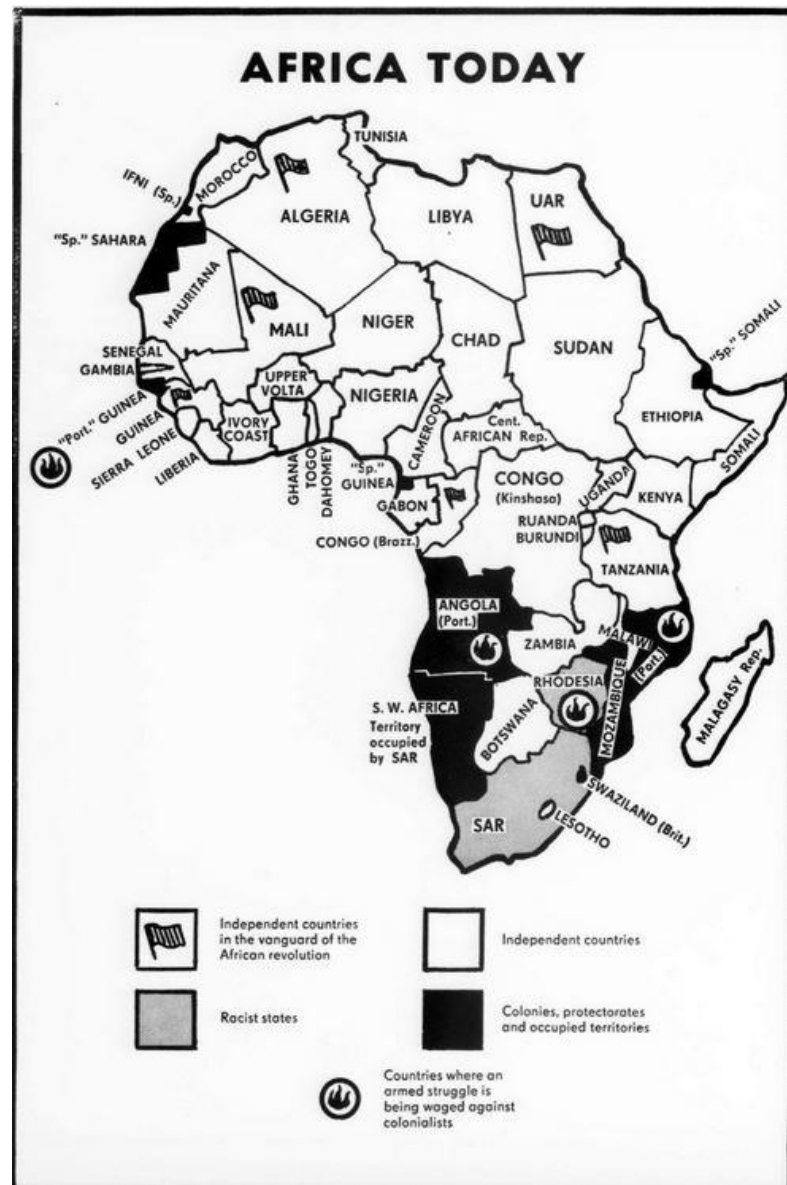 AFRICA TODAY
TUNISIA
MOROCCO
IFNI (Sp.)
ALGERIA
LIBYA
UAR
"Sp." SAHARA
MAURITANA
MALI
NIGER
CHAD
SUDAN
"Sp." SOMALI
SENEGAL
GAMBIA
"Port." GUINEA
GUINEA
SIERRA LEONE
LIBERIA
IVORY
COAST
UPPER
VOLTA
GHANA
TOGO
DAHOMEY
NIGERIA
CAMEROON
Cent.
AFRICAN Rep.
ETHIOPIA
SOMALI
"Sp."
GUINEA
GABON
CONGO (Brazz.)
CONGO
(Kinshasa)
UGANDA
KENYA
RUANDA
BURUNDI
TANZANIA
ANGOLA
(Port.)
ZAMBIA
MALAWI
MOZAMBIQUE
(Port.)
RHODESIA
MALAGASY Rep.
S. W. AFRICA
Territory
occupied
by SAR
BOTSWANA
SAR
SWAZILAND (Brit.)
LESOTHO
Independent countries
in the vanguard of the
African revolution
Independent countries
Racist states
Colonies, protectorates
and occupied territories
Countries where an
armed struggle is
being waged against
colonialists